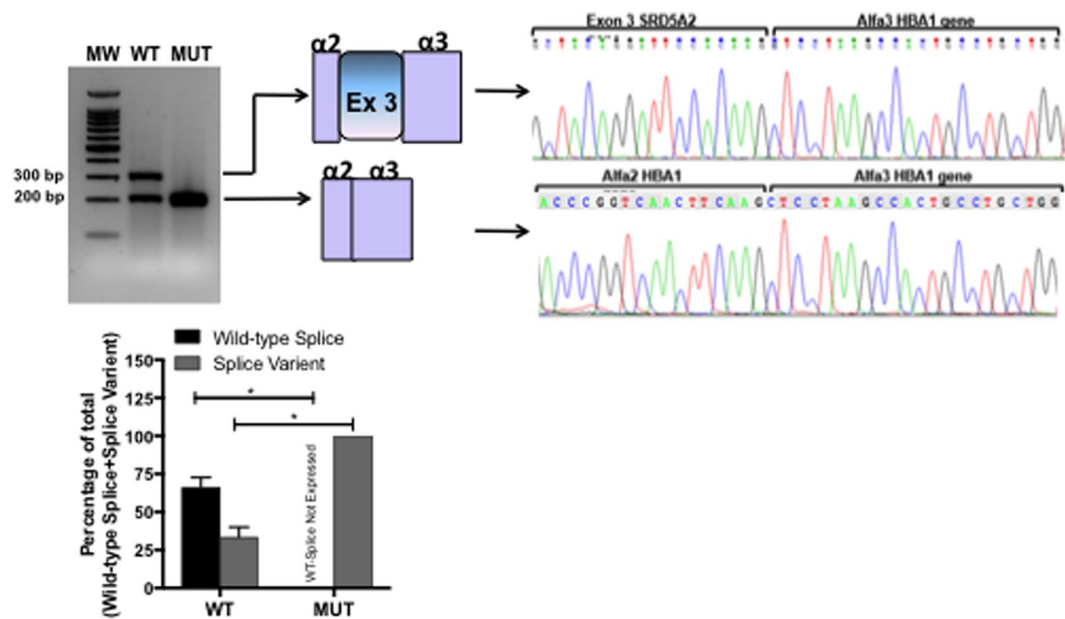 MW WT MUT
300 bp
200 bp
α2 α3
Ex 3
α2 α3
Exon 3 SRD5A2 Alfa3 HBA1 gene
Alfa2 HBA1 Alfa3 HBA1 gene
ACCCGGTCAACTTCAAGCTCCTAAGCCACTGCCTGCTGG
Wild-type Splice
Splice Varient
Percentage of total
(Wild-type Splice+Splice Varient)
150
125
100
75
50
25
0
* 
*
WT-Splice Not Expressed
WT MUT